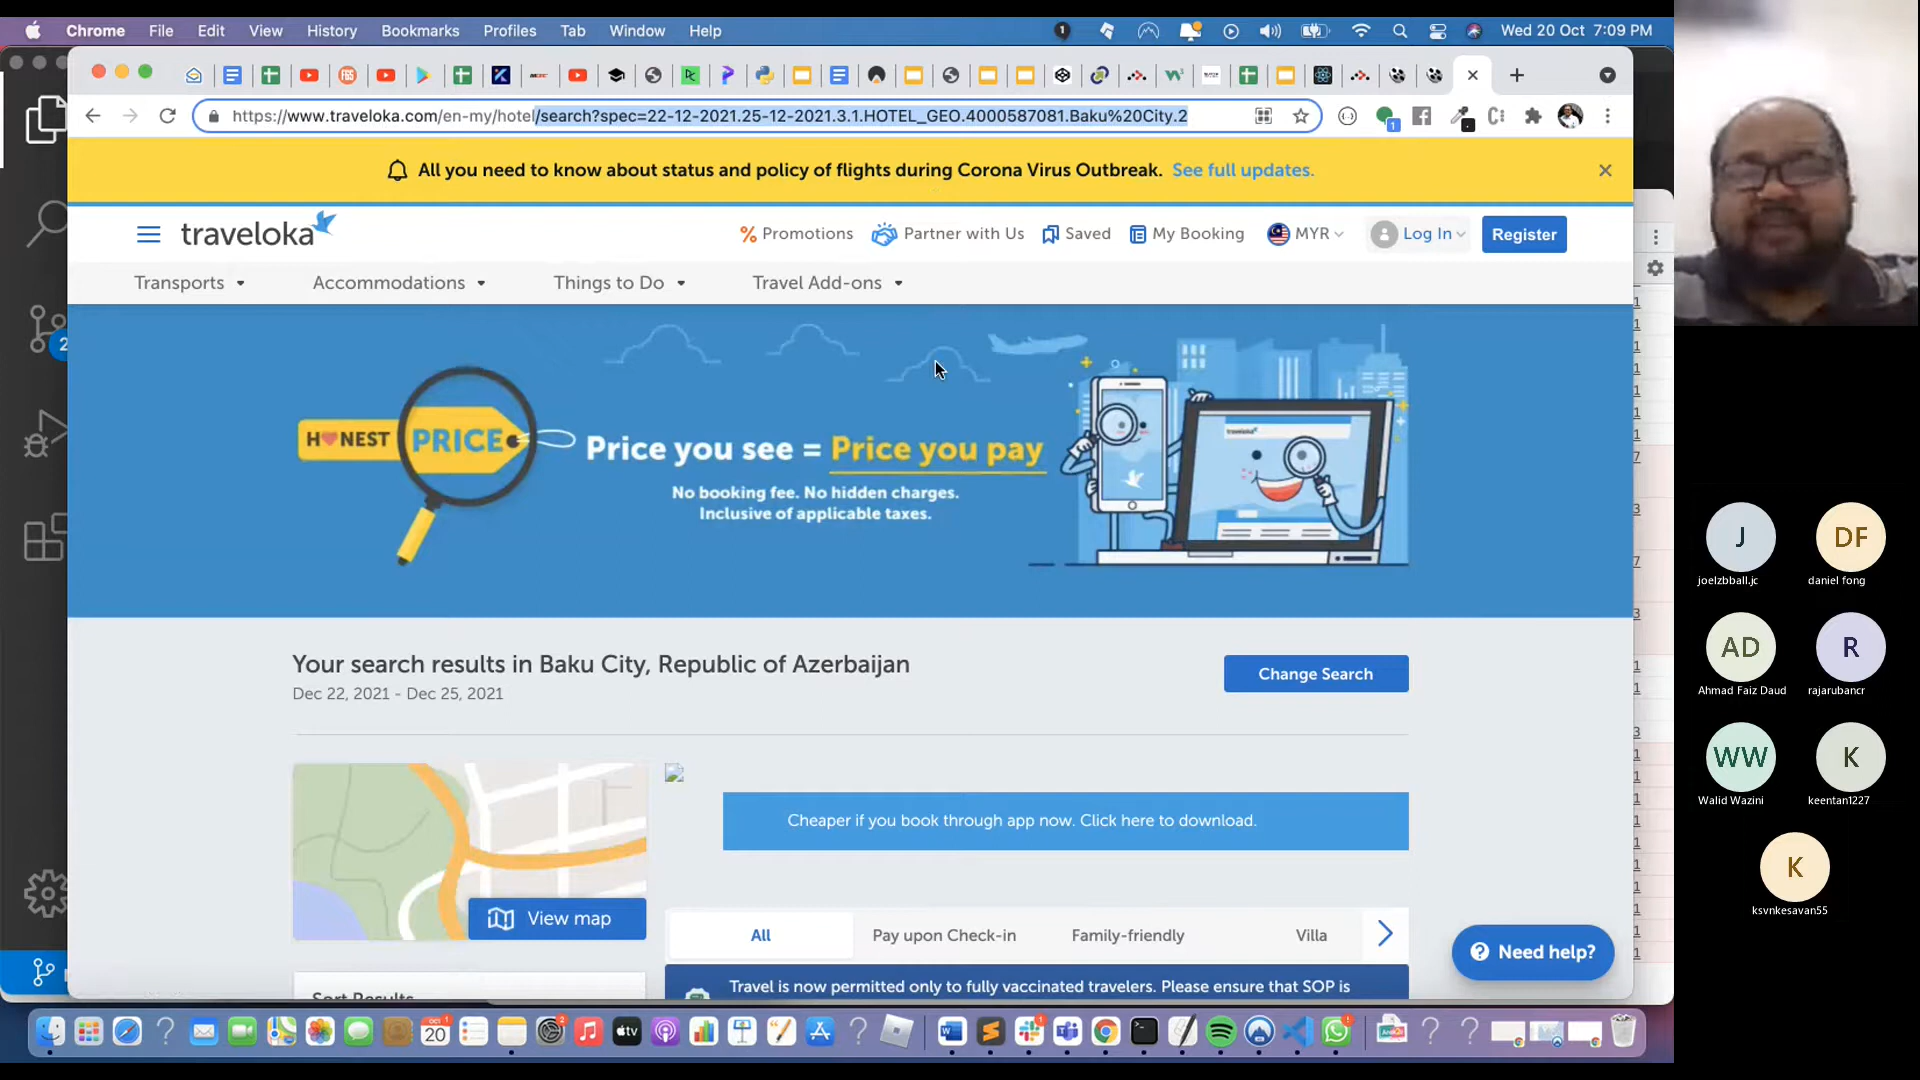 Chrome File Edit View History Bookmarks Profiles Tab Window Help
Wed 20 Oct 7:09 PM
https://www.traveloka.com/en-my/hotel/search?spec=22-12-2021.25-12-2021.3.1.HOTEL_GEO.4000587081.Baku%20City.2
All you need to know about status and policy of flights during Corona Virus Outbreak. See full updates.
traveloka
Promotions Partner with Us Saved My Booking MYR Log In Register
Transports Accommodations Things to Do Travel Add-ons
HONEST PRICE
Price you see = Price you pay
No booking fee. No hidden charges.
Inclusive of applicable taxes.
traveloka
Your search results in Baku City, Republic of Azerbaijan
Dec 22, 2021 - Dec 25, 2021
Change Search
View map
Cheaper if you book through app now. Click here to download.
All Pay upon Check-in Family-friendly Villa
Travel is now permitted only to fully vaccinated travelers. Please ensure that SOP is
Sort Results
Need help?
J
joelzbball.jc
DF
daniel fong
AD
Ahmad Faiz Daud
R
rajarubancr
WW
Walid Wazini
K
keentan1227
K
ksvnkesavan55